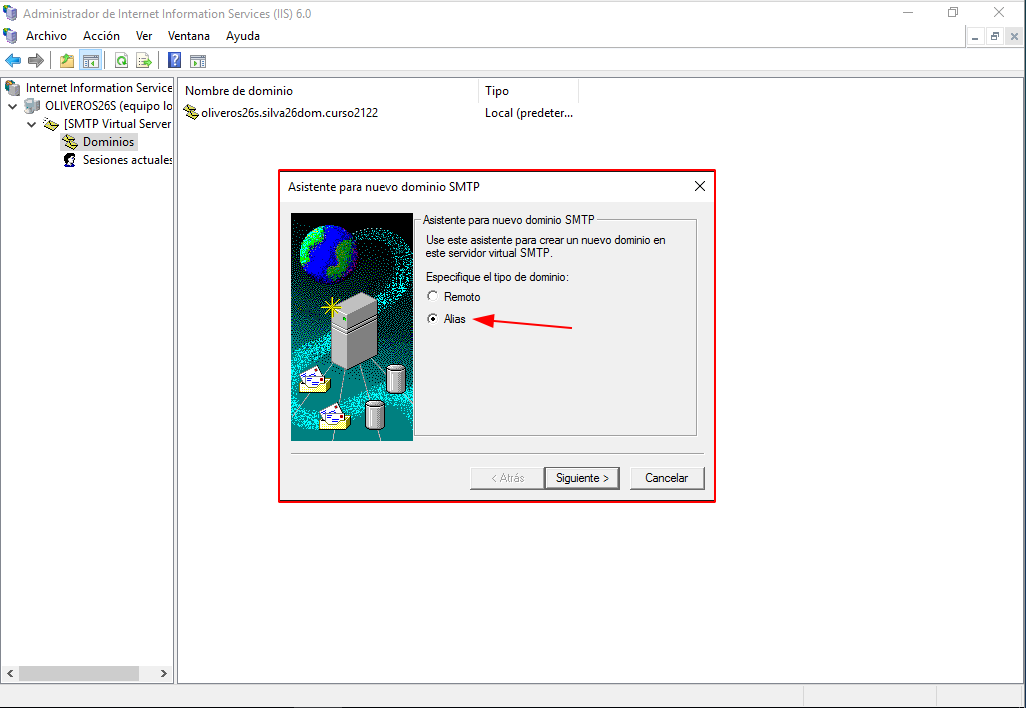 Administrador de Internet Information Services (IIS) 6.0
Archivo Acción Ver Ventana Ayuda
Internet Information Service
OLIVEROS26S (equipo lo
[SMTP Virtual Server
Dominios
Sesiones actuales
Nombre de dominio Tipo
oliveros26s.silva26dom.curso2122 Local (predeter...
Asistente para nuevo dominio SMTP
Asistente para nuevo dominio SMTP
Use este asistente para crear un nuevo dominio en
este servidor virtual SMTP.
Especifique el tipo de dominio:
Remoto
Alias
< Atrás Siguiente > Cancelar